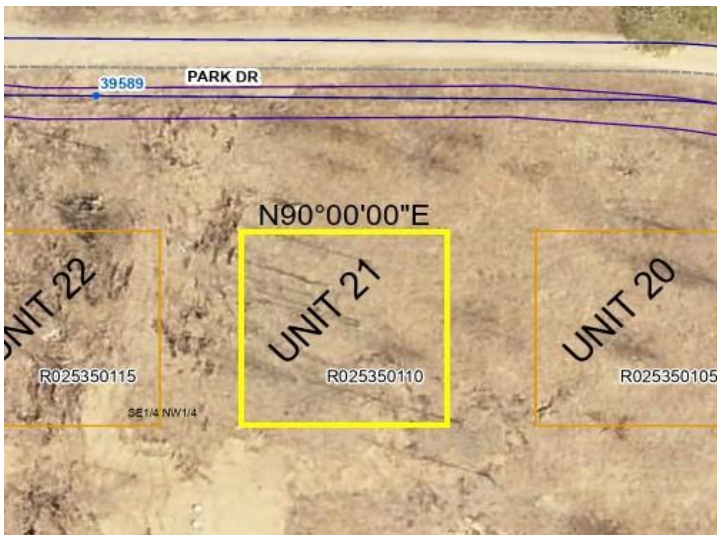 PARK DR
39589
N90°00'00"E
UNIT 22
UNIT 21
UNIT 20
R025350115
R025350110
R025350105
SE1/4 NW1/4